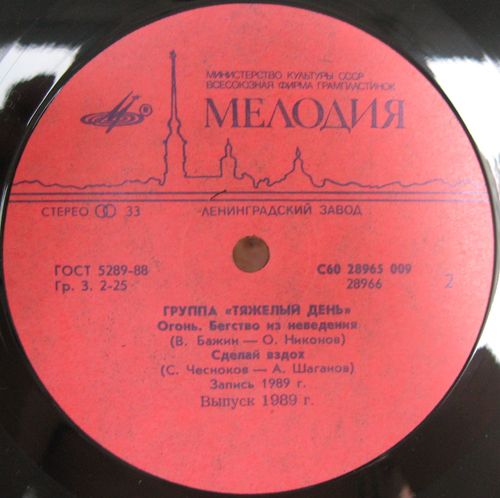 МИНИСТЕРСТВО КУЛЬТУРЫ СССР
ВСЕСОЮЗНАЯ ФИРМА ГРАМПЛАСТИНОК
МЕЛОДИЯ
СТЕРЕО 33 ЛЕНИНГРАДСКИЙ ЗАВОД
ГОСТ 5289-88 С60 28965 009
Гр. 3. 2-25 28966 2
ГРУППА «ТЯЖЕЛЫЙ ДЕНЬ»
Огонь. Бегство из неведения
(В. Бажин — О. Никонов)
Сделай вздох
(С. Чесноков — А. Шаганов)
Запись 1989 г.
Выпуск 1989 г.